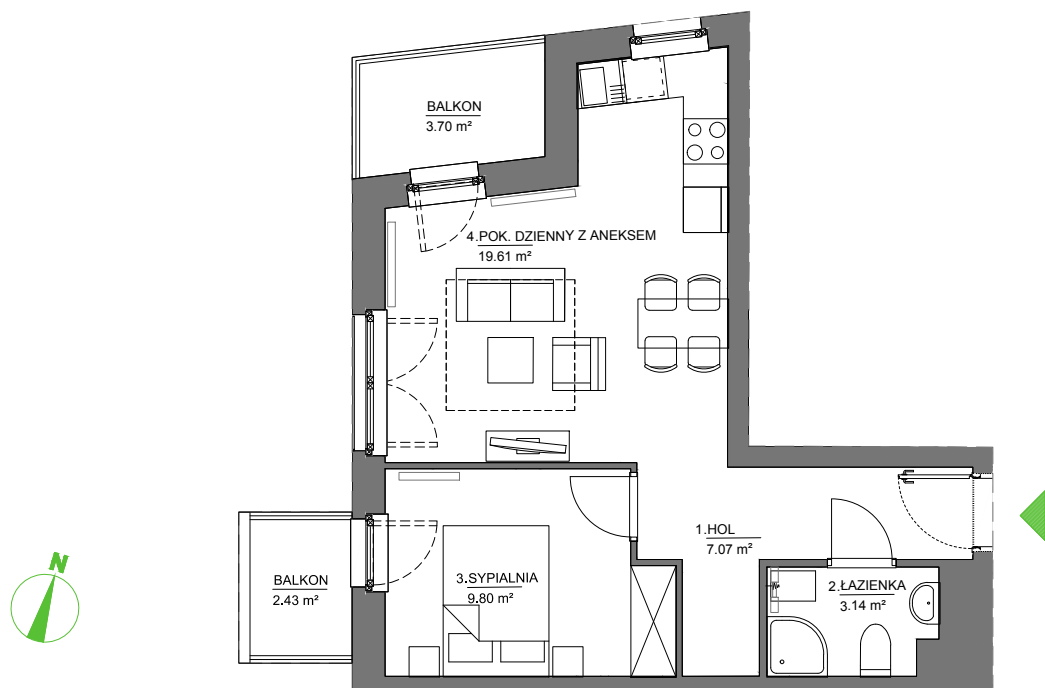 BALKON
3.70 m²
4.POK. DZIENNY Z ANEKSEM
19.61 m²
1.HOL
7.07 m²
2.ŁAZIENKA
3.14 m²
3.SYPIALNIA
9.80 m²
BALKON
2.43 m²
N